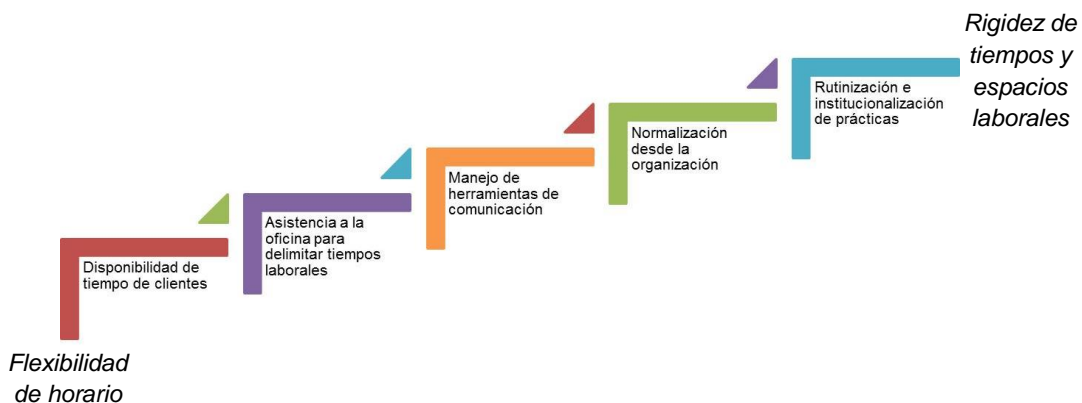 Rigidez de
tiempos y
espacios
laborales
Rutinización e
institucionalización
de prácticas
Normalización
desde la
organización
Manejo de
herramientas de
comunicación
Asistencia a la
oficina para
delimitar tiempos
laborales
Disponibilidad de
tiempo de clientes
Flexibilidad
de horario